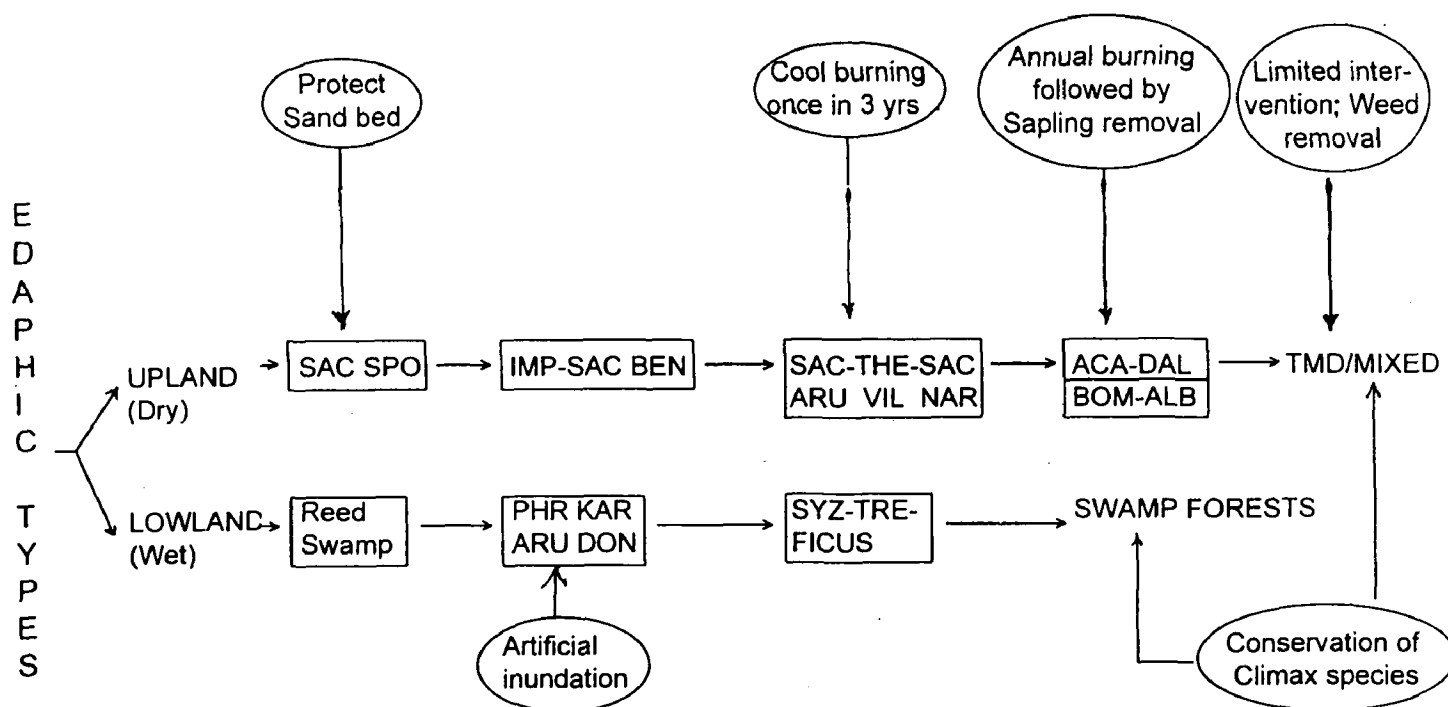 Protect
Sand bed
Cool burning
once in 3 yrs
Annual burning
followed by
Sapling removal
Limited inter-
vention; Weed
removal
EDAPHIC TYPES
UPLAND
(Dry)
SAC SPO
IMP-SAC BEN
SAC-THE-SAC
ARU VIL NAR
ACA-DAL
BOM-ALB
TMD/MIXED
LOWLAND
(Wet)
Reed
Swamp
PHR KAR
ARU DON
SYZ-TRE-
FICUS
SWAMP FORESTS
Artificial
inundation
Conservation of
Climax species